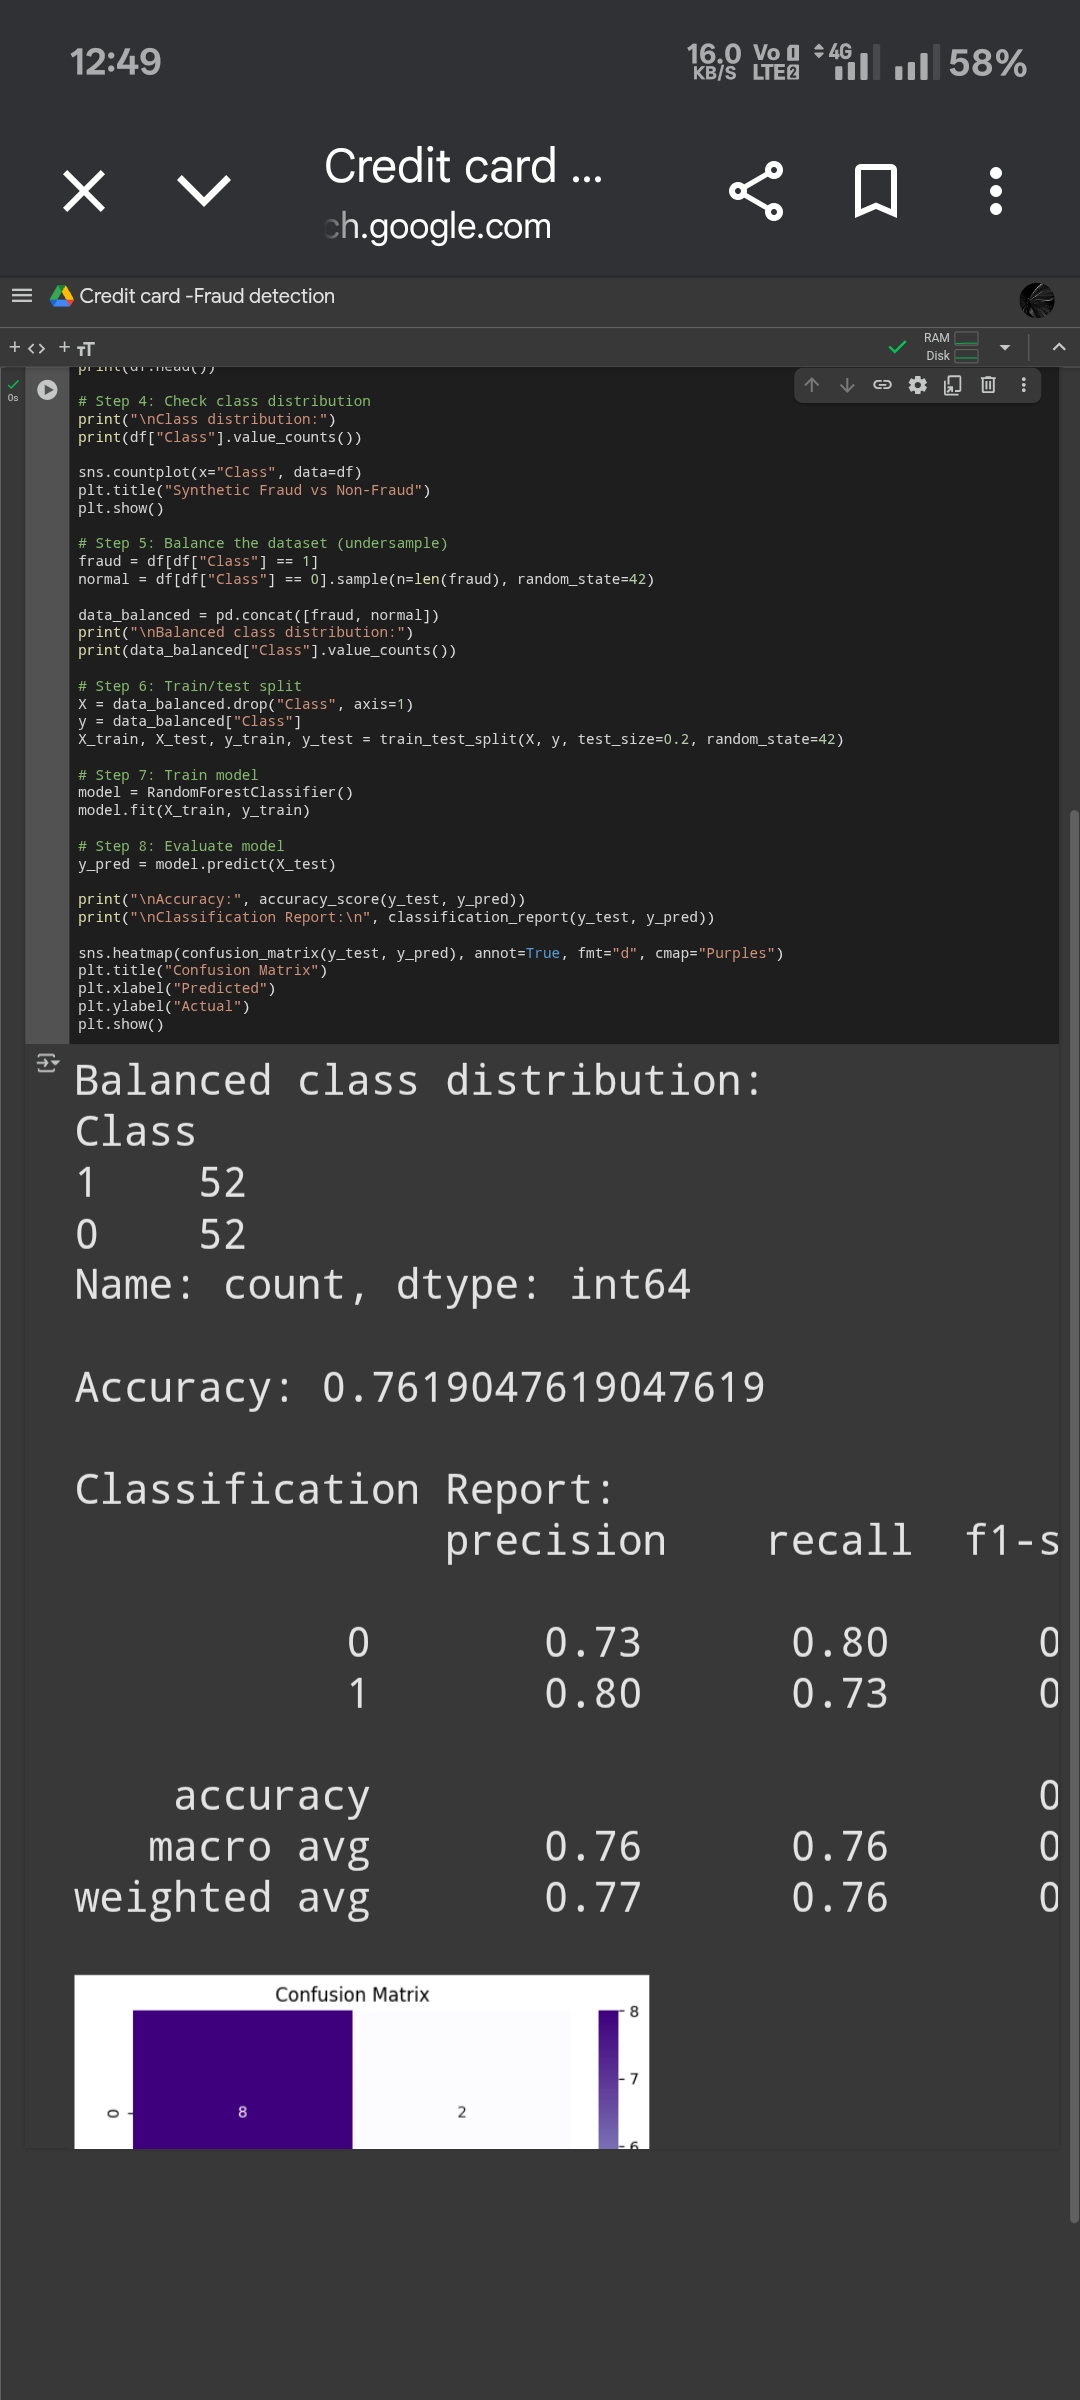 12:49
16.0 KB/S Vo 1 LTE2 4G 58%
Credit card ...
ch.google.com
Credit card -Fraud detection
RAM
Disk
print(df.head())
0s
# Step 4: Check class distribution
print("\nClass distribution:")
print(df["Class"].value_counts())
sns.countplot(x="Class", data=df)
plt.title("Synthetic Fraud vs Non-Fraud")
plt.show()
# Step 5: Balance the dataset (undersample)
fraud = df[df["Class"] == 1]
normal = df[df["Class"] == 0].sample(n=len(fraud), random_state=42)
data_balanced = pd.concat([fraud, normal])
print("\nBalanced class distribution:")
print(data_balanced["Class"].value_counts())
# Step 6: Train/test split
X = data_balanced.drop("Class", axis=1)
y = data_balanced["Class"]
X_train, X_test, y_train, y_test = train_test_split(X, y, test_size=0.2, random_state=42)
# Step 7: Train model
model = RandomForestClassifier()
model.fit(X_train, y_train)
# Step 8: Evaluate model
y_pred = model.predict(X_test)
print("\nAccuracy:", accuracy_score(y_test, y_pred))
print("\nClassification Report:\n", classification_report(y_test, y_pred))
sns.heatmap(confusion_matrix(y_test, y_pred), annot=True, fmt="d", cmap="Purples")
plt.title("Confusion Matrix")
plt.xlabel("Predicted")
plt.ylabel("Actual")
plt.show()
Balanced class distribution:
Class
1 52
0 52
Name: count, dtype: int64
Accuracy: 0.7619047619047619
Classification Report:
precision recall f1-s
0 0.73 0.80 0
1 0.80 0.73 0
accuracy 0
macro avg 0.76 0.76 0
weighted avg 0.77 0.76 0
Confusion Matrix
8
7
0 8 2
6